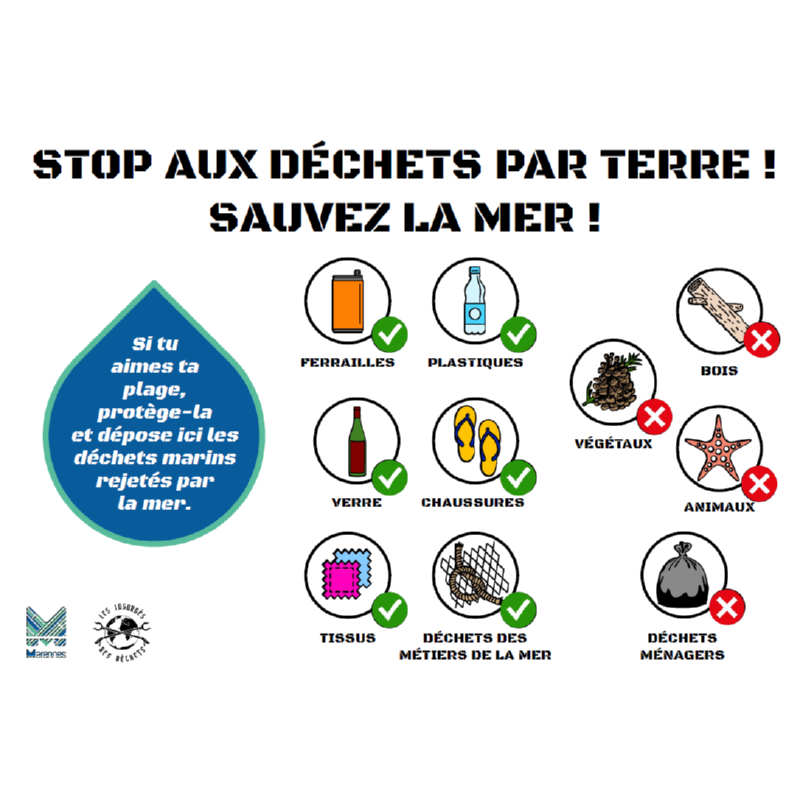 STOP AUX DÉCHETS PAR TERRE !
SAUVEZ LA MER !
Si tu
aimes ta
plage,
protège-la
et dépose ici les
déchets marins
rejetés par
la mer.
FERRAILLES
PLASTIQUES
BOIS
VÉGÉTAUX
VERRE
CHAUSSURES
ANIMAUX
TISSUS
DÉCHETS DES
MÉTIERS DE LA MER
DÉCHETS
MÉNAGERS
Marennes
LES INSURGÉS
DES DÉCHETS